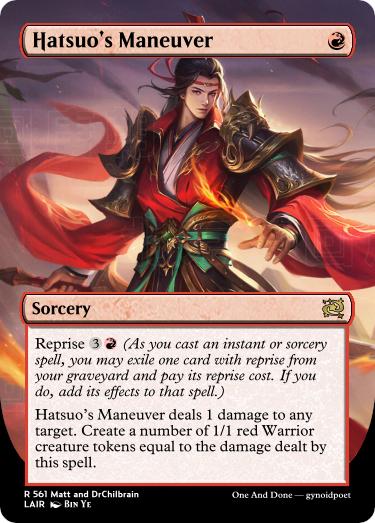 Hatsuo's Maneuver
Sorcery
Reprise 3 (As you cast an instant or sorcery
spell, you may exile one card with reprise from
your graveyard and pay its reprise cost. If you
do, add its effects to that spell.)
Hatsuo's Maneuver deals 1 damage to any
target. Create a number of 1/1 red Warrior
creature tokens equal to the damage dealt by
this spell.
R 561 Matt and DrChilbrain
One And Done — gynoidpoet
LAIR Bin Ye